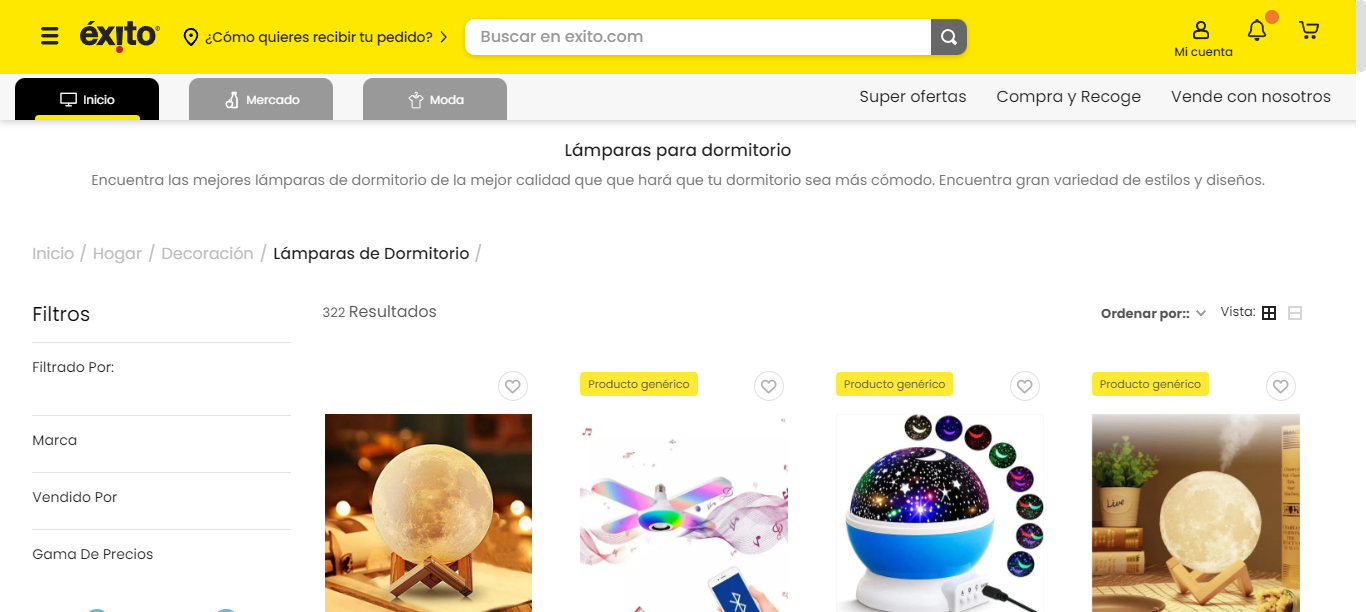 éxito
¿Cómo quieres recibir tu pedido?
Buscar en exito.com
Mi cuenta
Inicio
Mercado
Moda
Super ofertas
Compra y Recoge
Vende con nosotros
Lámparas para dormitorio
Encuentra las mejores lámparas de dormitorio de la mejor calidad que que hará que tu dormitorio sea más cómodo. Encuentra gran variedad de estilos y diseños.
Inicio / Hogar / Decoración / Lámparas de Dormitorio /
Filtros
322 Resultados
Ordenar por::
Vista:
Filtrado Por:
Marca
Vendido Por
Gama De Precios
Producto genérico
Producto genérico
Producto genérico
Live